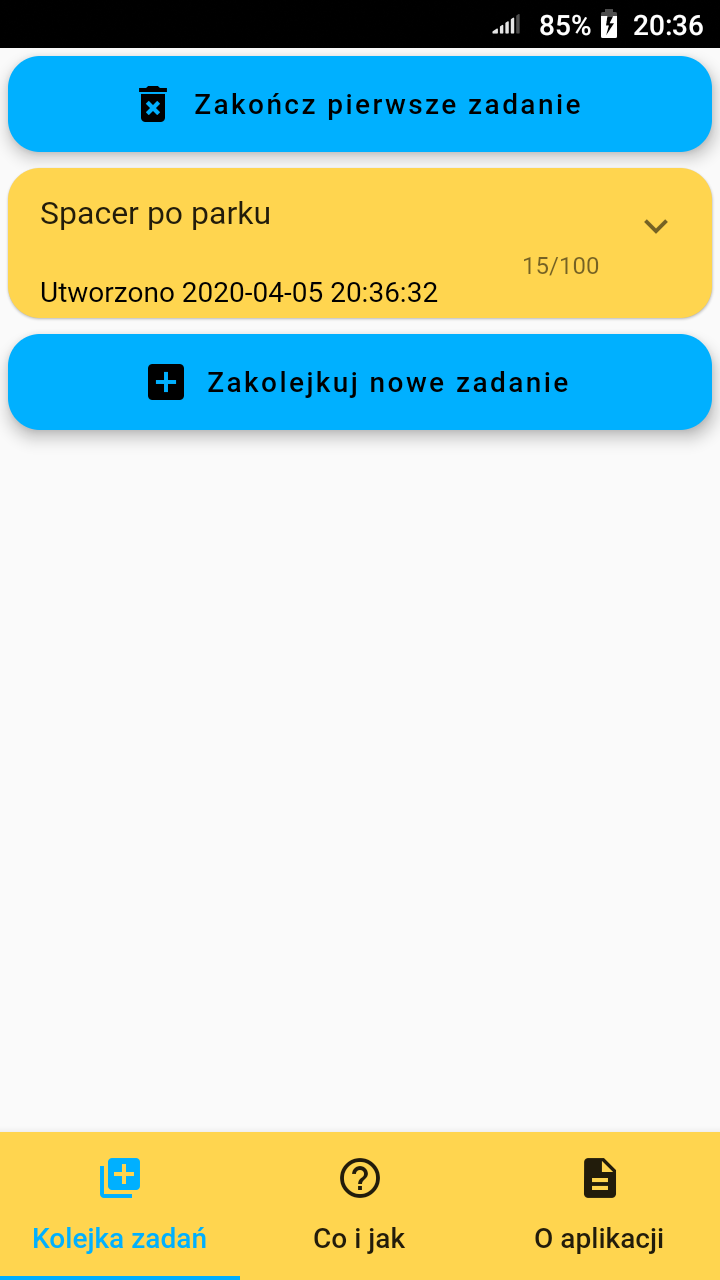 85% 20:36
Zakończ pierwsze zadanie
Spacer po parku
15/100
Utworzono 2020-04-05 20:36:32
Zakolejkuj nowe zadanie
Kolejka zadań Co i jak O aplikacji